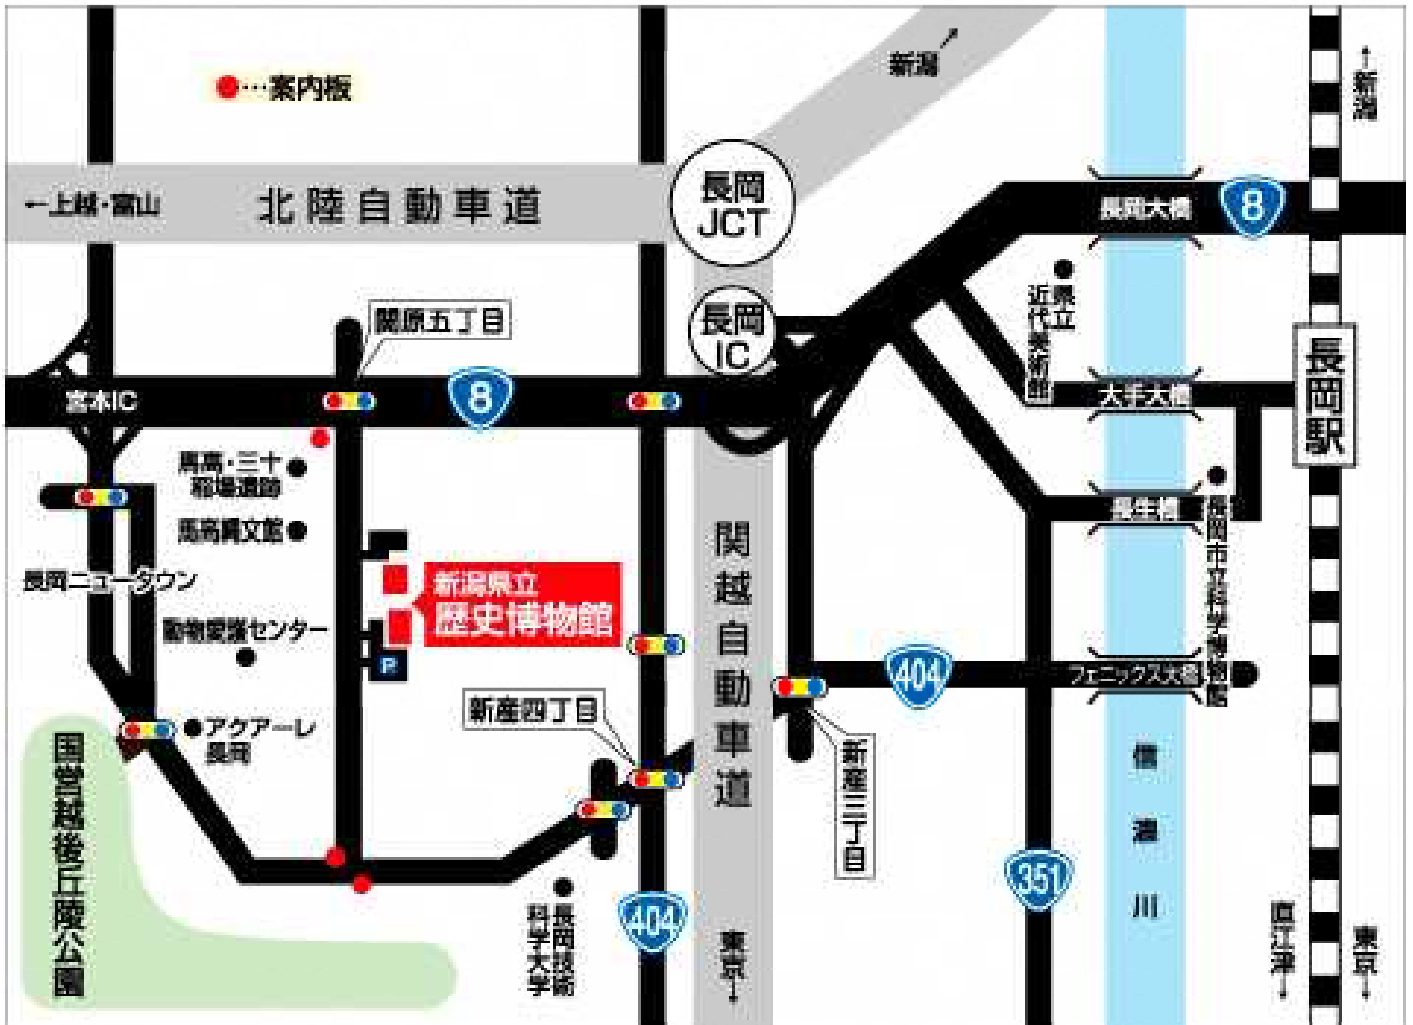 ●…案内板
新潟
↑新潟
←上越・富山
北陸自動車道
長岡
JCT
長岡大橋
8
県立
近代美術館
長岡
IC
関原五丁目
宮本IC
8
大手大橋
長岡駅
馬高・三十
稲場遺跡
馬高縄文館
長生橋
長岡市立科学博物館
長岡ニュータウン
新潟県立
歴史博物館
関越自動車道
動物愛護センター
P
404
フェニックス大橋
新産四丁目
アクアーレ
長岡
新産三丁目
国営越後丘陵公園
信濃川
351
404
長岡技術
科学大学
東京→
直江津→
東京→